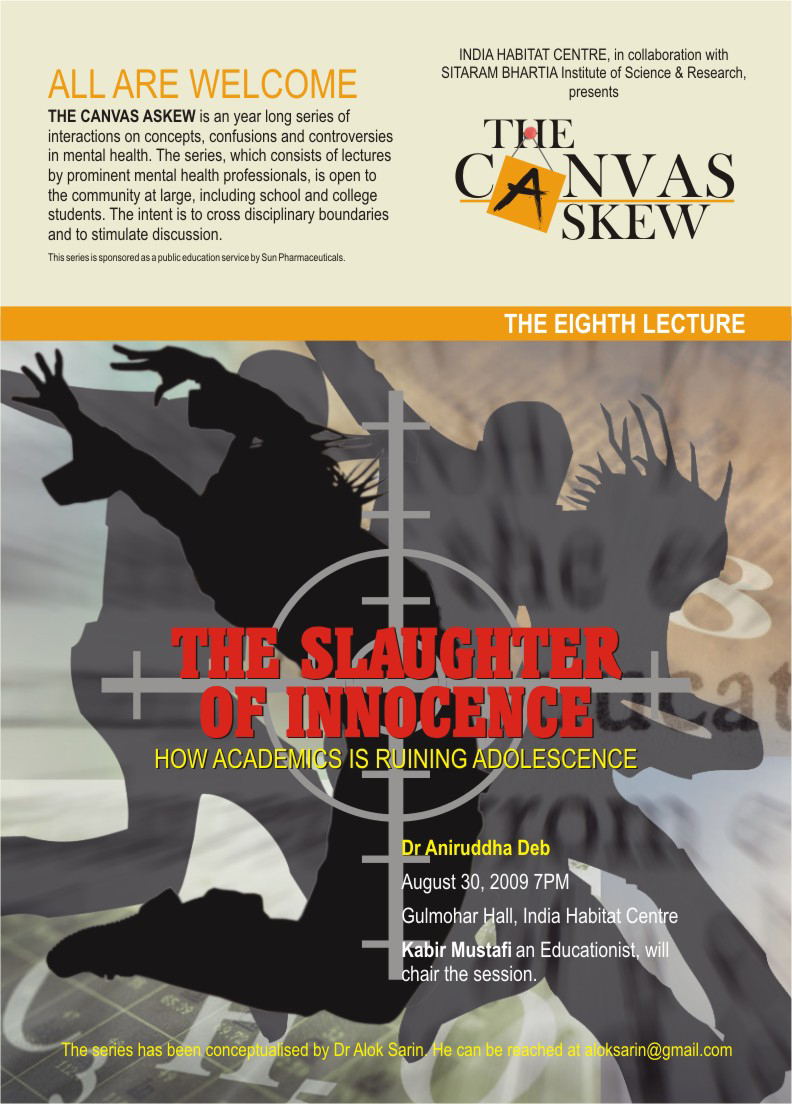 ALL ARE WELCOME
THE CANVAS ASKEW is an year long series of
interactions on concepts, confusions and controversies
in mental health. The series, which consists of lectures
by prominent mental health professionals, is open to
the community at large, including school and college
students. The intent is to cross disciplinary boundaries
and to stimulate discussion.
This series is sponsored as a public education service by Sun Pharmaceuticals.
INDIA HABITAT CENTRE, in collaboration with
SITARAM BHARTIA Institute of Science & Research,
presents
THE
CANVAS
ASKEW
THE EIGHTH LECTURE
the
8
ucat
THE SLAUGHTER
OF INNOCENCE
HOW ACADEMICS IS RUINING ADOLESCENCE
from
Dr Aniruddha Deb
August 30, 2009 7PM
Gulmohar Hall, India Habitat Centre
Kabir Mustafi an Educationist, will
chair the session.
The series has been conceptualised by Dr Alok Sarin. He can be reached at aloksarin@gmail.com